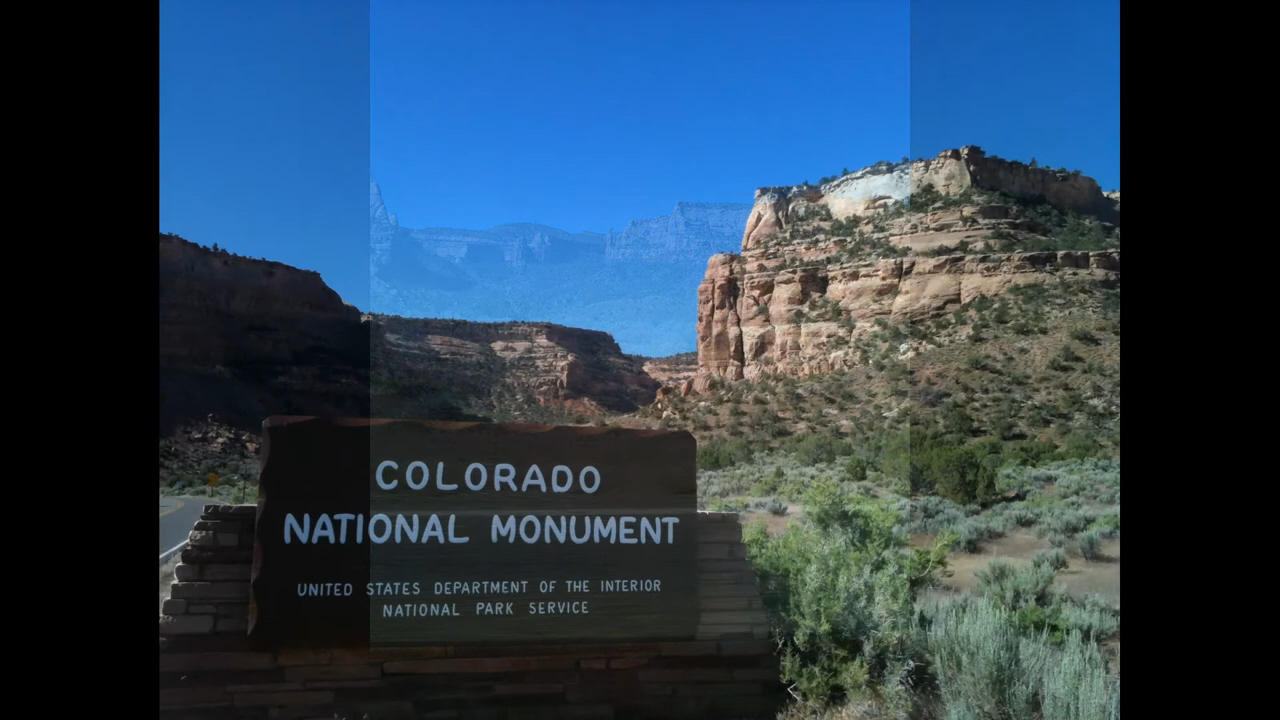 COLORADO
NATIONAL MONUMENT
UNITED STATES DEPARTMENT OF THE INTERIOR
NATIONAL PARK SERVICE